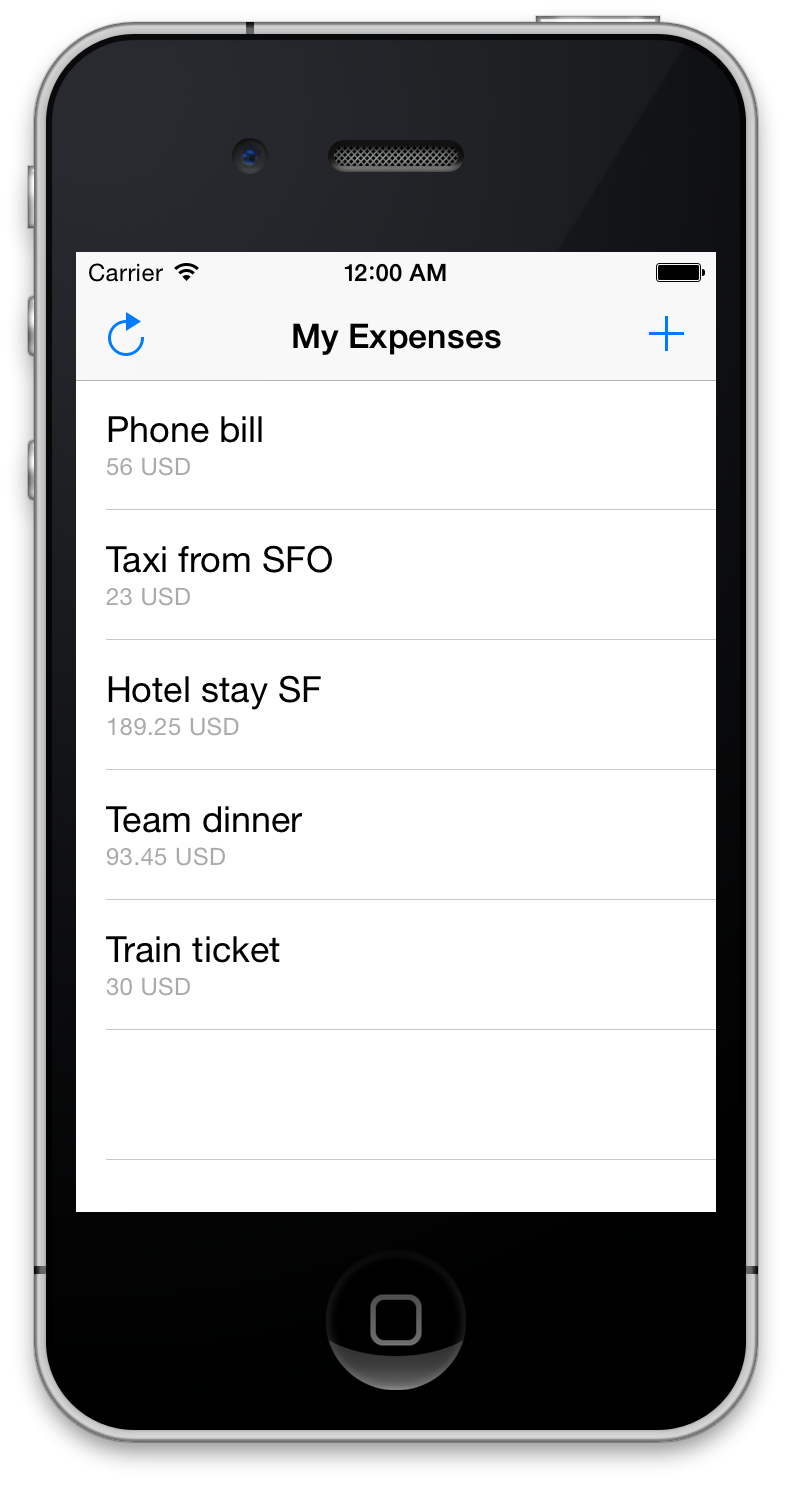 Carrier 12:00 AM
My Expenses
Phone bill
56 USD
Taxi from SFO
23 USD
Hotel stay SF
189.25 USD
Team dinner
93.45 USD
Train ticket
30 USD